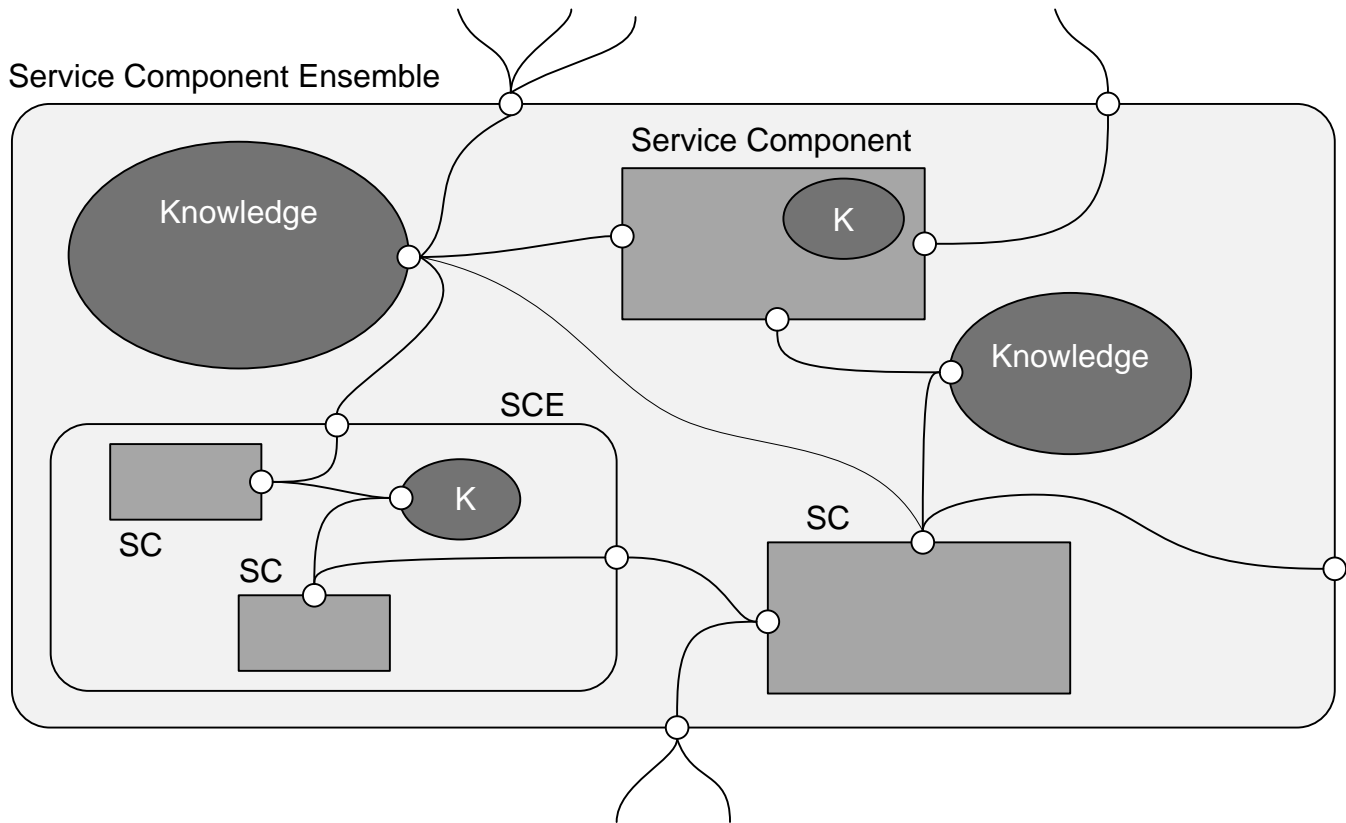 Service Component Ensemble
Service Component
Knowledge
K
Knowledge
SCE
K
SC
SC
SC